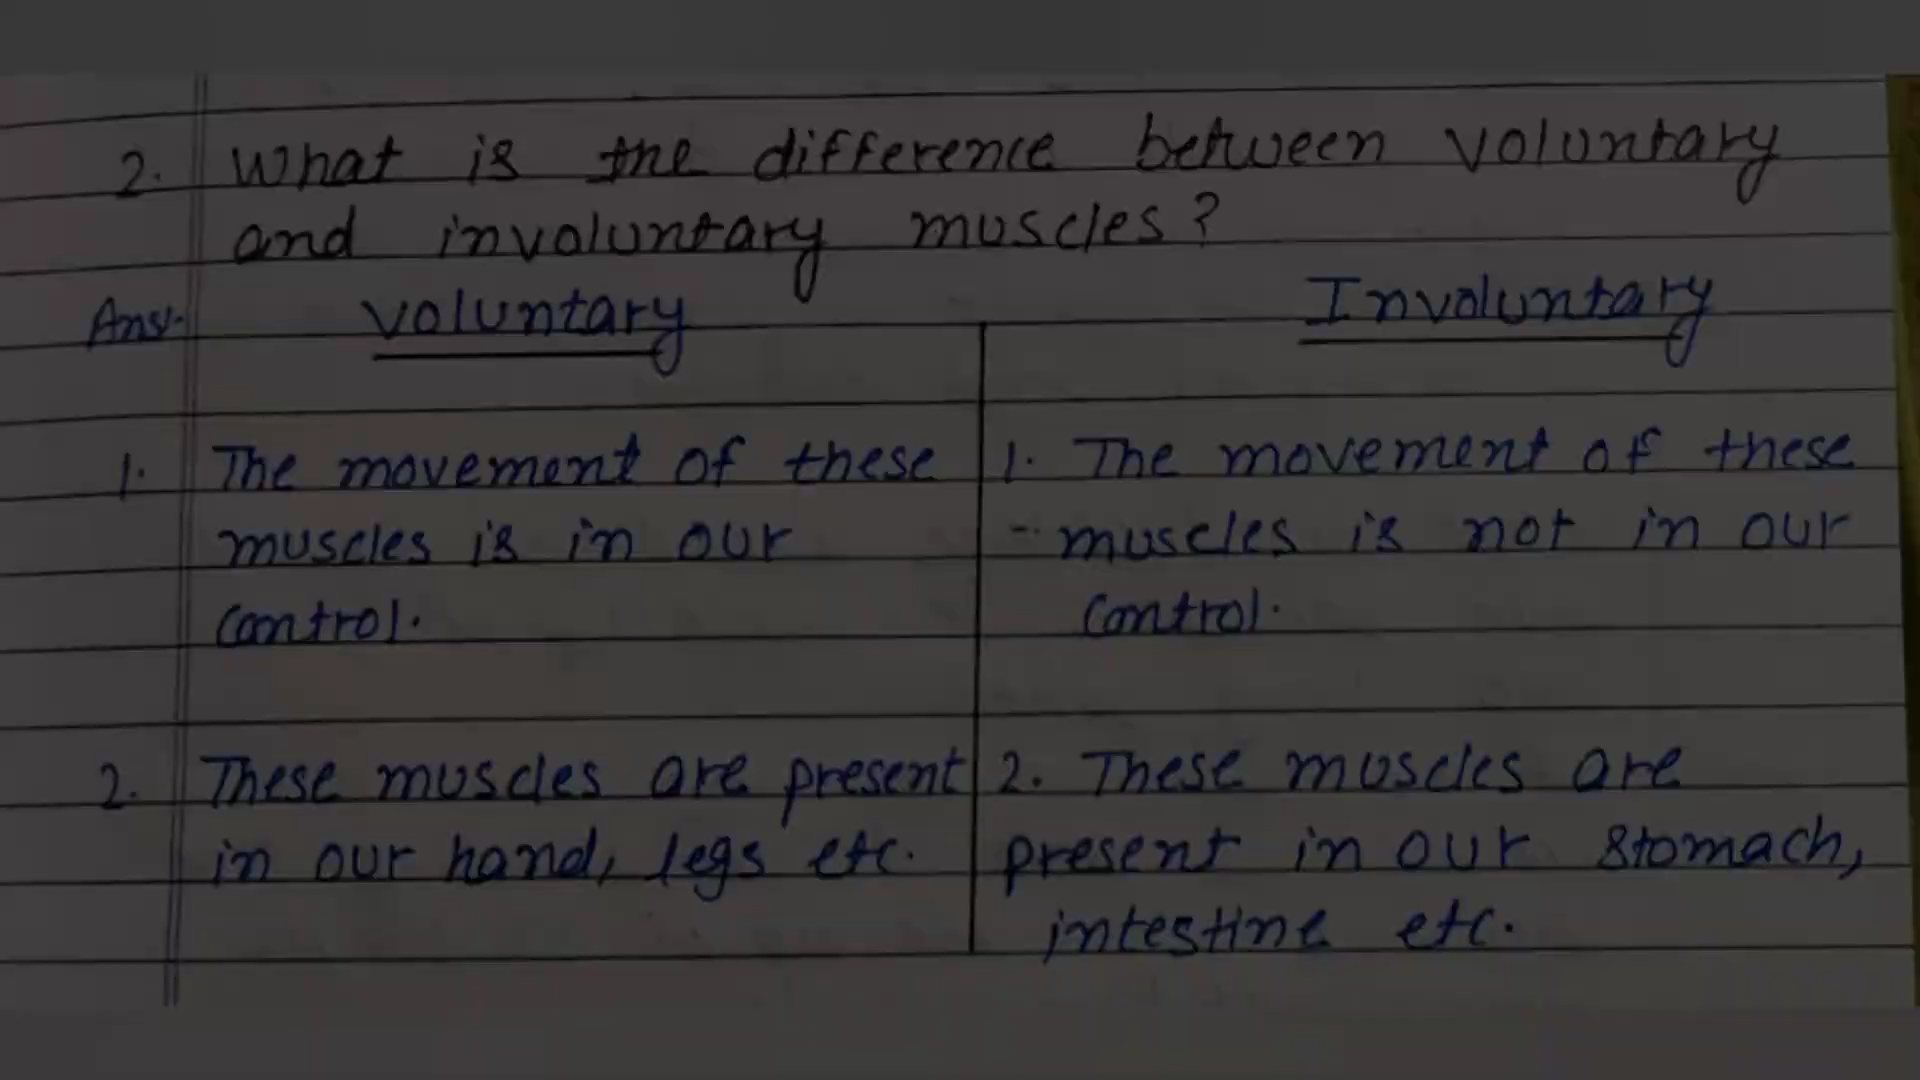 2. What is the difference between voluntary
and involuntary muscles?
Ans:- voluntary
Involuntary
1. The movement of these
muscles is in our
control.
1. The movement of these
muscles is not in our
control.
2. These muscles are present
in our hand, legs etc.
2. These muscles are
present in our stomach,
intestine etc.